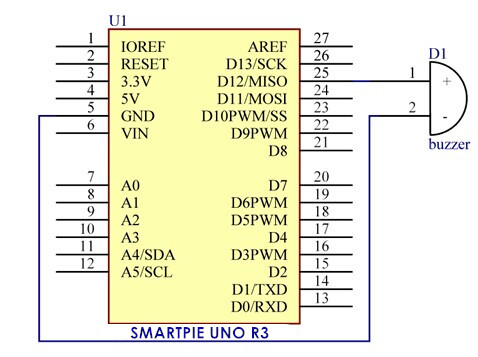 U1
1 IOREF AREF 27
2 RESET D13/SCK 26
3 3.3V D12/MISO 25
4 5V D11/MOSI 24
5 GND D10PWM/SS 23
6 VIN D9PWM 22
D8 21
7 A0 D7 20
8 A1 D6PWM 19
9 A2 D5PWM 18
10 A3 D4 17
11 A4/SDA D3PWM 16
12 A5/SCL D2 15
D1/TXD 14
D0/RXD 13
SMARTPIE UNO R3
D1
1 +
2 -
buzzer